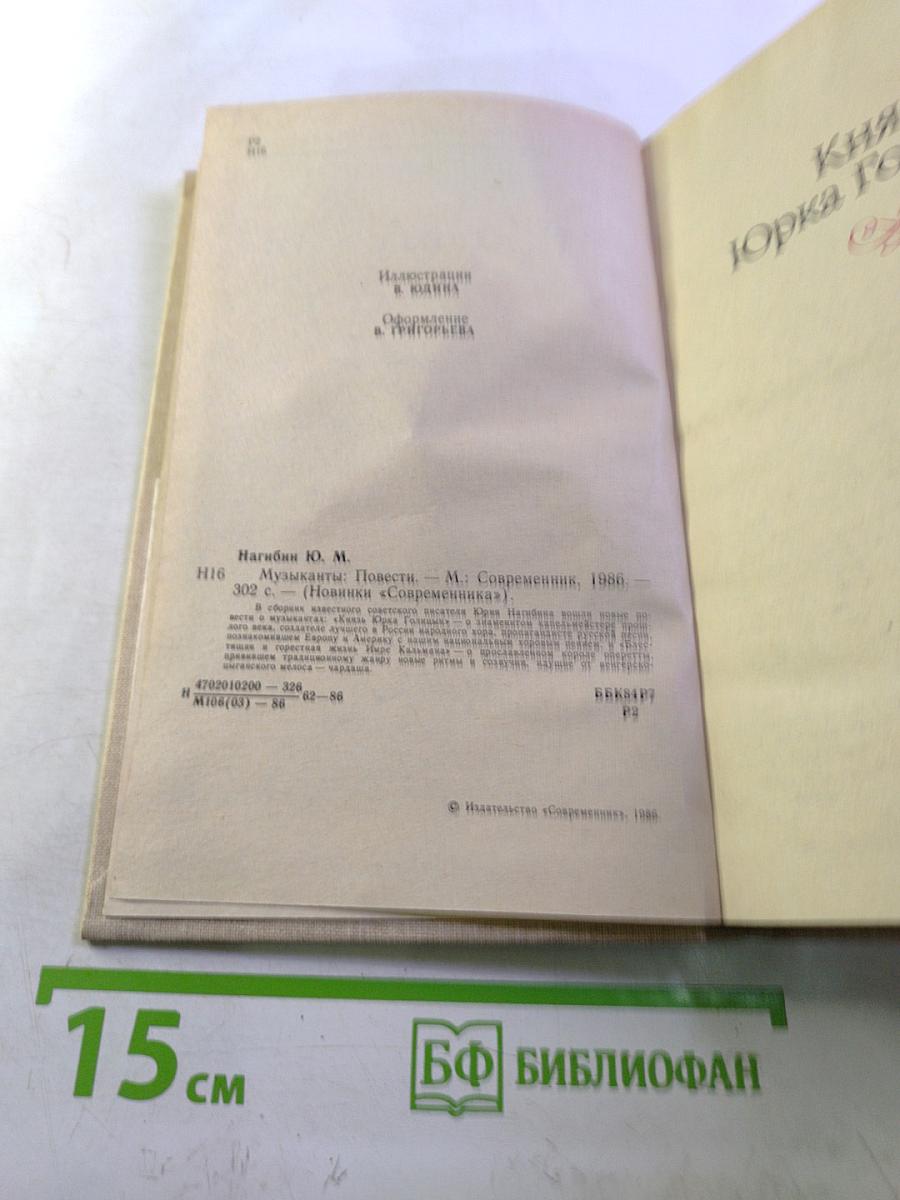 Р2
Н16
Иллюстрации
В. ЮДИНА
Оформление
В. ГРИГОРЬЕВА
Нагибин Ю. М.
Н16 Музыканты: Повести. — М.: Современник, 1986. —
302 с. — (Новинки «Современника»).
В сборник известного советского писателя Юрия Нагибина вошли новые по-
вести о музыкантах: «Князь Юрка Голицын» — о знаменитом капельмейстере прош-
лого века, создателе лучшего в России народного хора, пропагандисте русской песни,
познакомившем Европу и Америку с нашим национальным хоровым пением, и «Блис-
тящая и горестная жизнь Имре Кальмана» — о прославленном короле оперетты,
привившем традиционному жанру новые ритмы и созвучия, идущие от венгерско-
цыганского мелоса — чардаша.
Н 4702010200 — 326
М106(03) — 86 62—86
ББК84Р7
Р2
© Издательство «Современник», 1986
Кня
Юрка Го
15 см
БФ БИБЛИОФАН